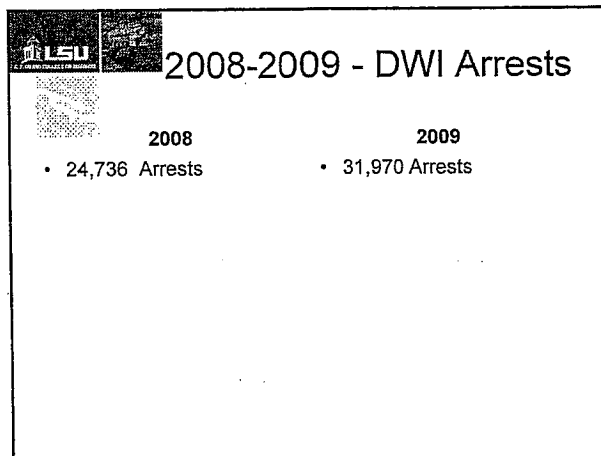 LSU
2008-2009 - DWI Arrests
2008
• 24,736 Arrests
2009
• 31,970 Arrests